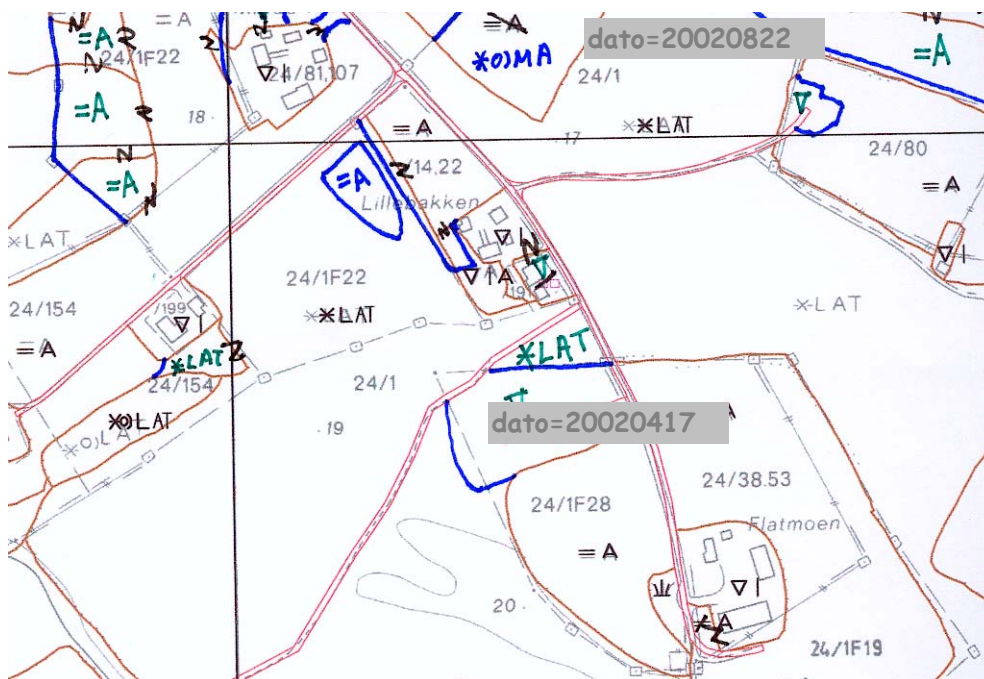 =A
=A
*o)MA
dato=20020822
=A
24/1F22
24/81,107
24/1
=A
18
≡A
17
*LAT
24/80
/14.22
=A
=A
≡A
Lillebakken
*LAT
24/1F22
/191
24/154
*LAT
*LAT
/199
≡A
*LAT
*LAT
24/154
24/1
*o)LAT
19
dato=20020417
24/38.53
24/1F28
Flatmoen
≡A
20
*A
24/1F19